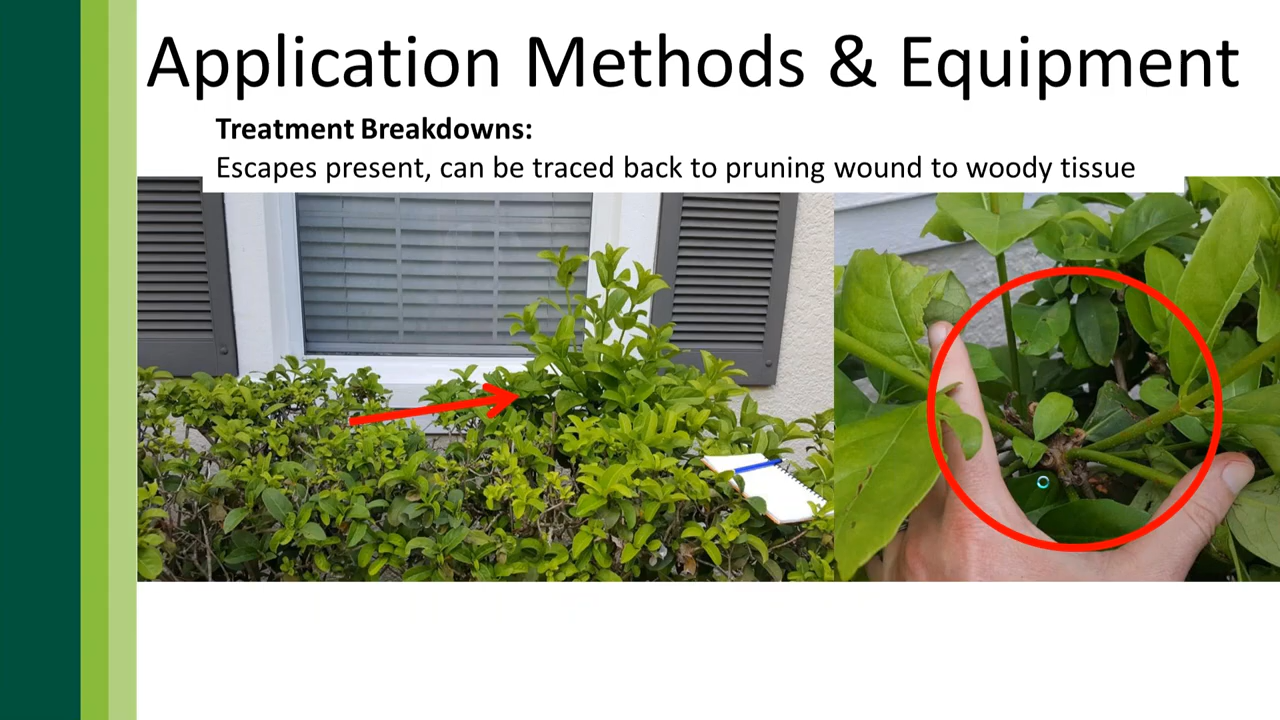 Application Methods & Equipment
Treatment Breakdowns:
Escapes present, can be traced back to pruning wound to woody tissue